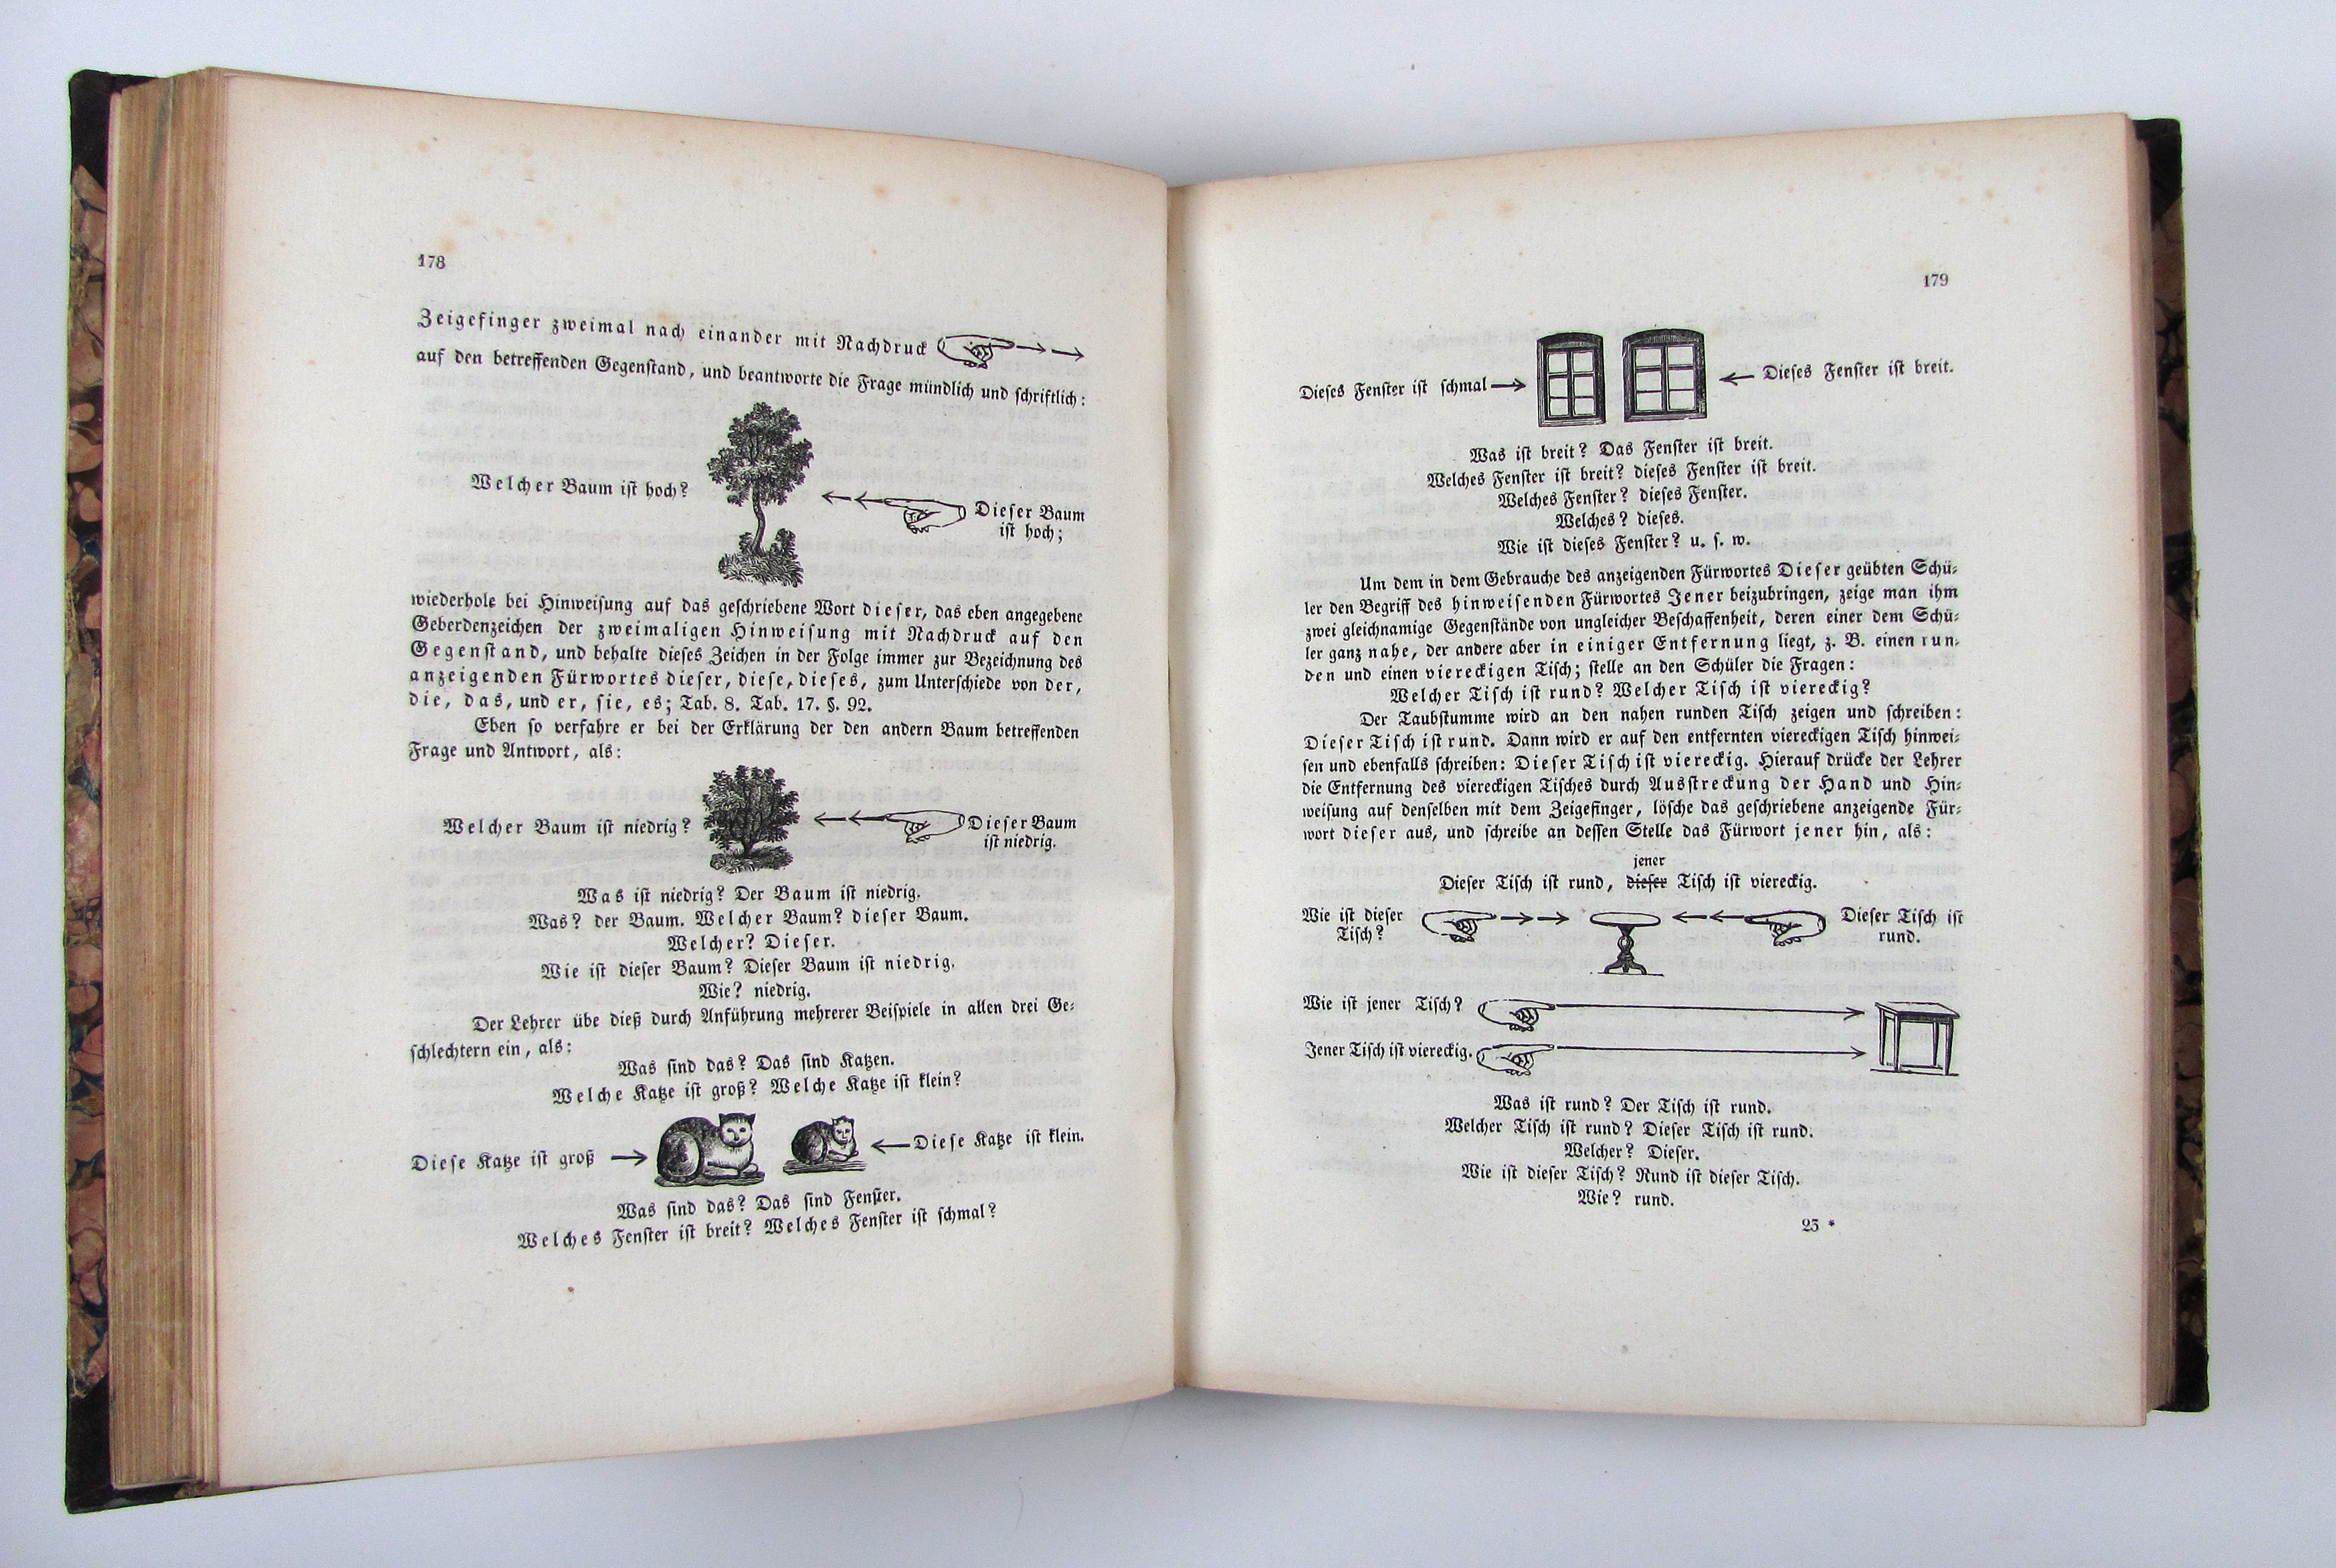 178
Zeigefinger zweimal nach einander mit Nachdruck
auf den betreffenden Gegenstand, und beantworte die Frage mündlich und schriftlich:
Welcher Baum ist hoch?
Dieser Baum
ist hoch;
wiederhole bei Hinweisung auf das geschriebene Wort dieser, das eben angegebene
Geberdenzeichen der zweimaligen Hinweisung mit Nachdruck auf den
Gegenstand, und behalte dieses Zeichen in der Folge immer zur Bezeichnung des
anzeigenden Fürwortes dieser, diese, dieses, zum Unterschiede von der,
die, das, und er, sie, es; Tab. 8. Tab. 17. §. 92.
Eben so verfahre er bei der Erklärung der den andern Baum betreffenden
Frage und Antwort, als:
Welcher Baum ist niedrig?
Dieser Baum
ist niedrig.
Was ist niedrig? Der Baum ist niedrig.
Was? der Baum. Welcher Baum? dieser Baum.
Welcher? Dieser.
Wie ist dieser Baum? Dieser Baum ist niedrig.
Wie? niedrig.
Der Lehrer übe dieß durch Anführung mehrerer Beispiele in allen drei Ge-
schlechtern ein, als:
Was sind das? Das sind Katzen.
Welche Katze ist groß? Welche Katze ist klein?
Diese Katze ist groß
Diese Katze ist klein.
Was sind das? Das sind Fenster.
Welches Fenster ist breit? Welches Fenster ist schmal?
179
Dieses Fenster ist schmal
Dieses Fenster ist breit.
Was ist breit? Das Fenster ist breit.
Welches Fenster ist breit? dieses Fenster ist breit.
Welches Fenster? dieses Fenster.
Welches? dieses.
Wie ist dieses Fenster? u. s. w.
Um dem in dem Gebrauche des anzeigenden Fürwortes Dieser geübten Schü-
ler den Begriff des hinweisenden Fürwortes Jener beizubringen, zeige man ihm
zwei gleichnamige Gegenstände von ungleicher Beschaffenheit, deren einer dem Schü-
ler ganz nahe, der andere aber in einiger Entfernung liegt, z. B. einen run-
den und einen viereckigen Tisch; stelle an den Schüler die Fragen:
Welcher Tisch ist rund? Welcher Tisch ist viereckig?
Der Taubstumme wird an den nahen runden Tisch zeigen und schreiben:
Dieser Tisch ist rund. Dann wird er auf den entfernten viereckigen Tisch hinwei-
sen und ebenfalls schreiben: Dieser Tisch ist viereckig. Hierauf drücke der Lehrer
die Entfernung des viereckigen Tisches durch Ausstreckung der Hand und Hin-
weisung auf denselben mit dem Zeigefinger, lösche das geschriebene anzeigende Für-
wort dieser aus, und schreibe an dessen Stelle das Fürwort jener hin, als:
jener
Dieser Tisch ist rund, dieser Tisch ist viereckig.
Wie ist dieser
Tisch?
Dieser Tisch ist
rund.
Wie ist jener Tisch?
Jener Tisch ist viereckig.
Was ist rund? Der Tisch ist rund.
Welcher Tisch ist rund? Dieser Tisch ist rund.
Welcher? Dieser.
Wie ist dieser Tisch? Rund ist dieser Tisch.
Wie? rund.
23 *